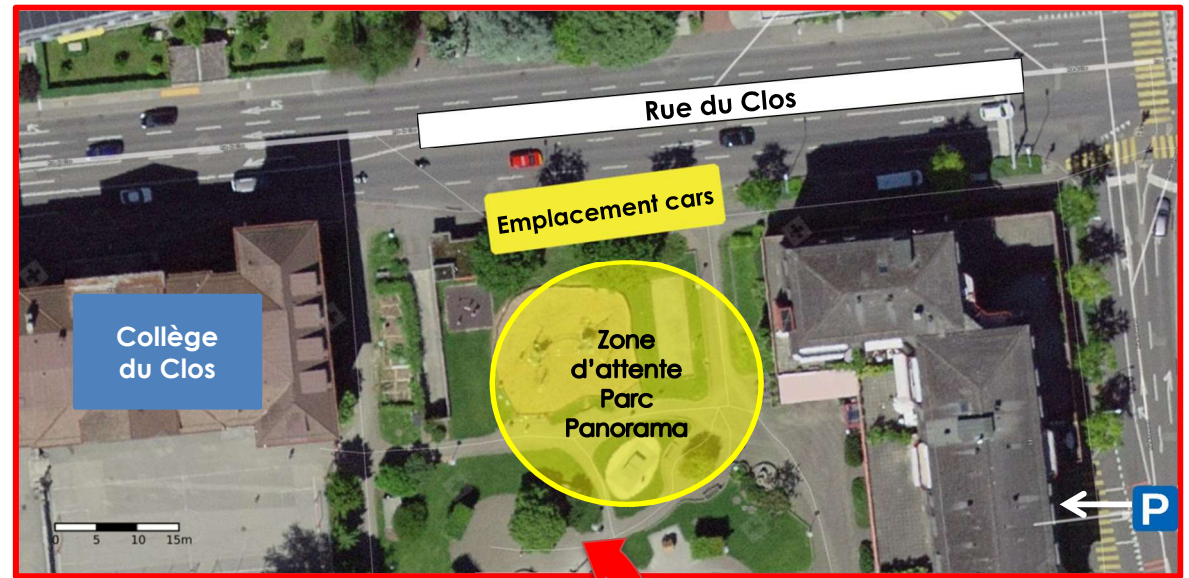 Rue du Clos
Emplacement cars
Collège
du Clos
Zone
d'attente
Parc
Panorama
P
0 5 10 15m